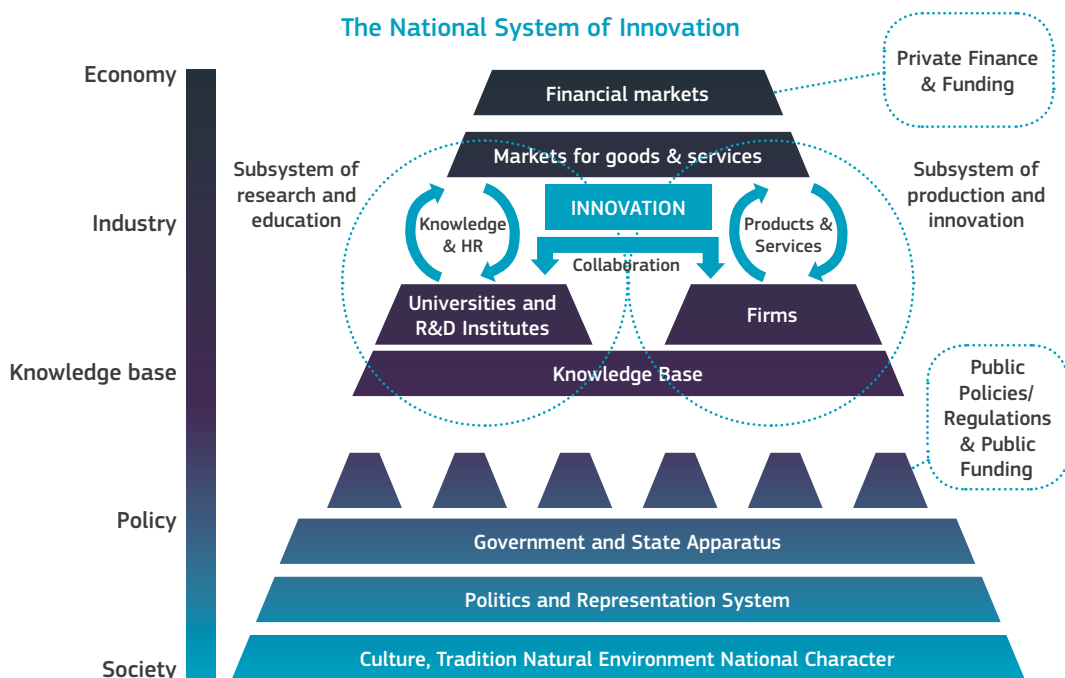 The National System of Innovation
Economy
Private Finance
& Funding
Financial markets
Markets for goods & services
Subsystem of
research and
education
Subsystem of
production and
innovation
Industry
INNOVATION
Knowledge
& HR
Products &
Services
Collaboration
Universities and
R&D Institutes
Firms
Knowledge base
Knowledge Base
Public
Policies/
Regulations
& Public
Funding
Policy
Government and State Apparatus
Politics and Representation System
Society
Culture, Tradition Natural Environment National Character